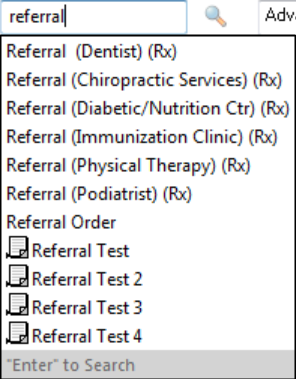 referral
Adv
Referral  (Dentist) (Rx)
Referral (Chiropractic Services) (Rx)
Referral (Diabetic/Nutrition Ctr) (Rx)
Referral (Immunization Clinic) (Rx)
Referral (Physical Therapy) (Rx)
Referral (Podiatrist) (Rx)
Referral Order
Referral Test
Referral Test 2
Referral Test 3
Referral Test 4
"Enter" to Search